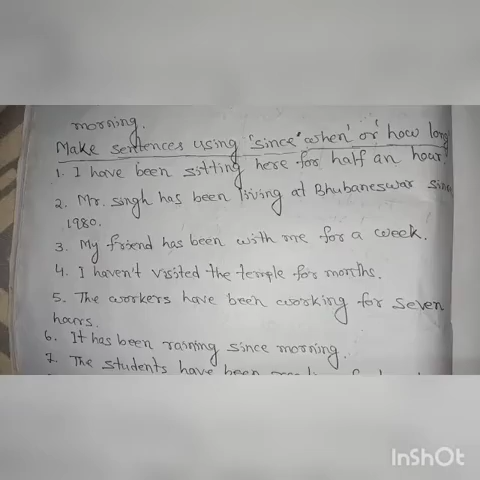 morning.
Make sentences using 'since when' or 'how long'
1. I have been sitting here for half an hour.
2. Mr. Singh has been living at Bhubaneswar since
1980.
3. My friend has been with me for a week.
4. I haven't visited the temple for months.
5. The workers have been working for seven
hours.
6. It has been raining since morning.
7. The students have been
InShOt